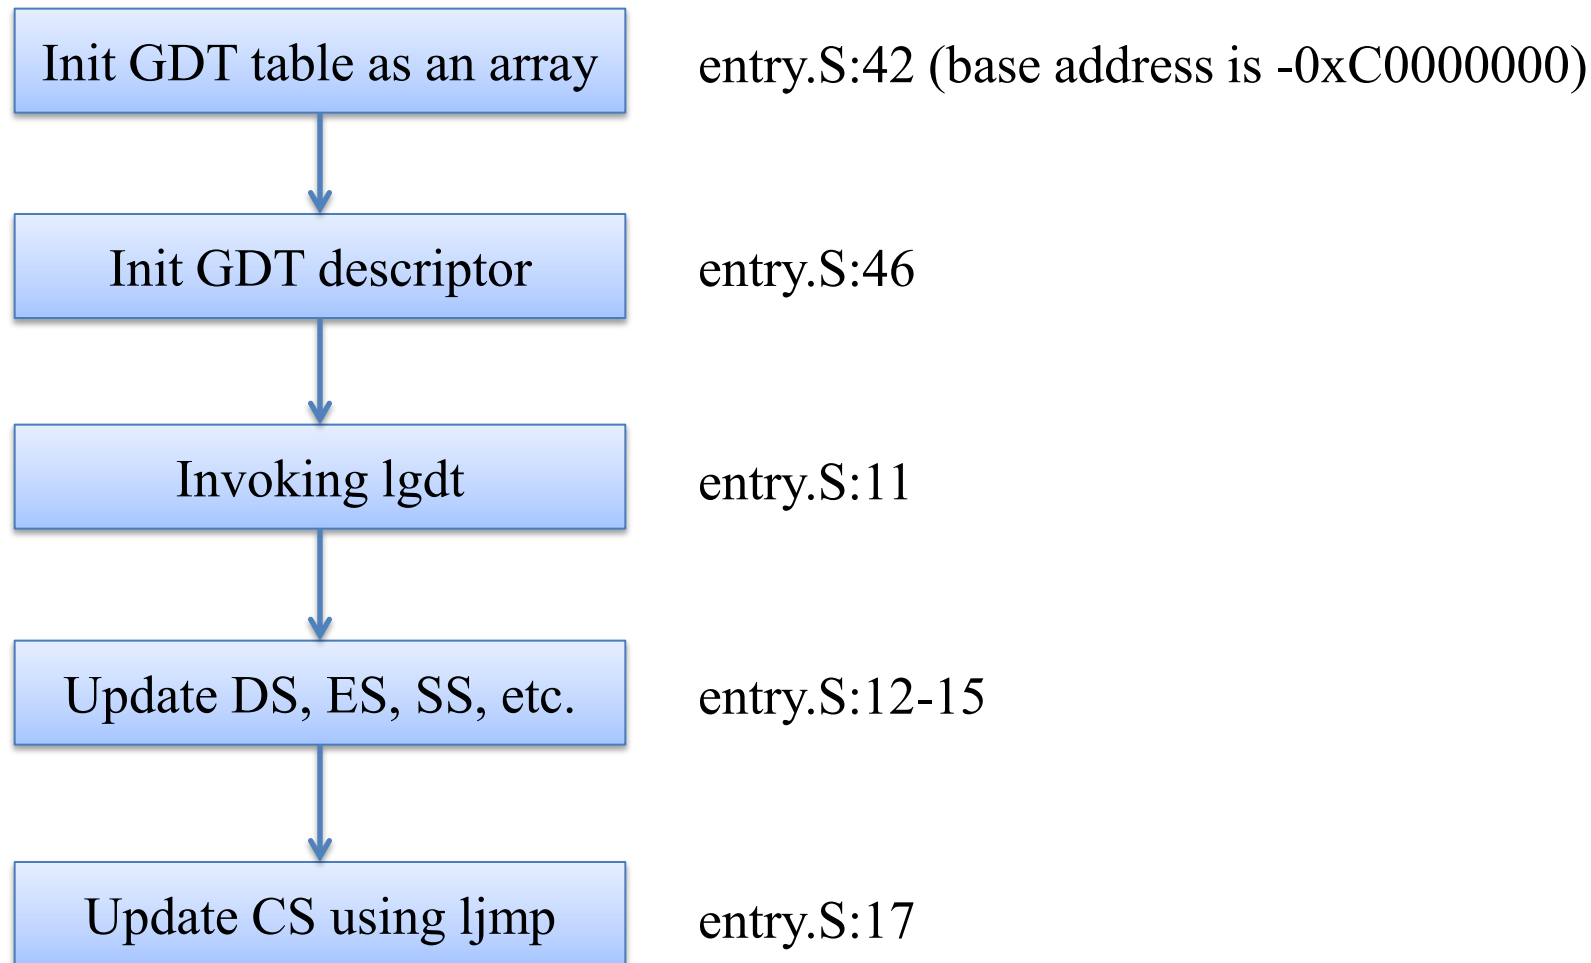 Init GDT table as an array entry.S:42 (base address is -0xC0000000)
Init GDT descriptor entry.S:46
Invoking lgdt entry.S:11
Update DS, ES, SS, etc. entry.S:12-15
Update CS using ljmp entry.S:17